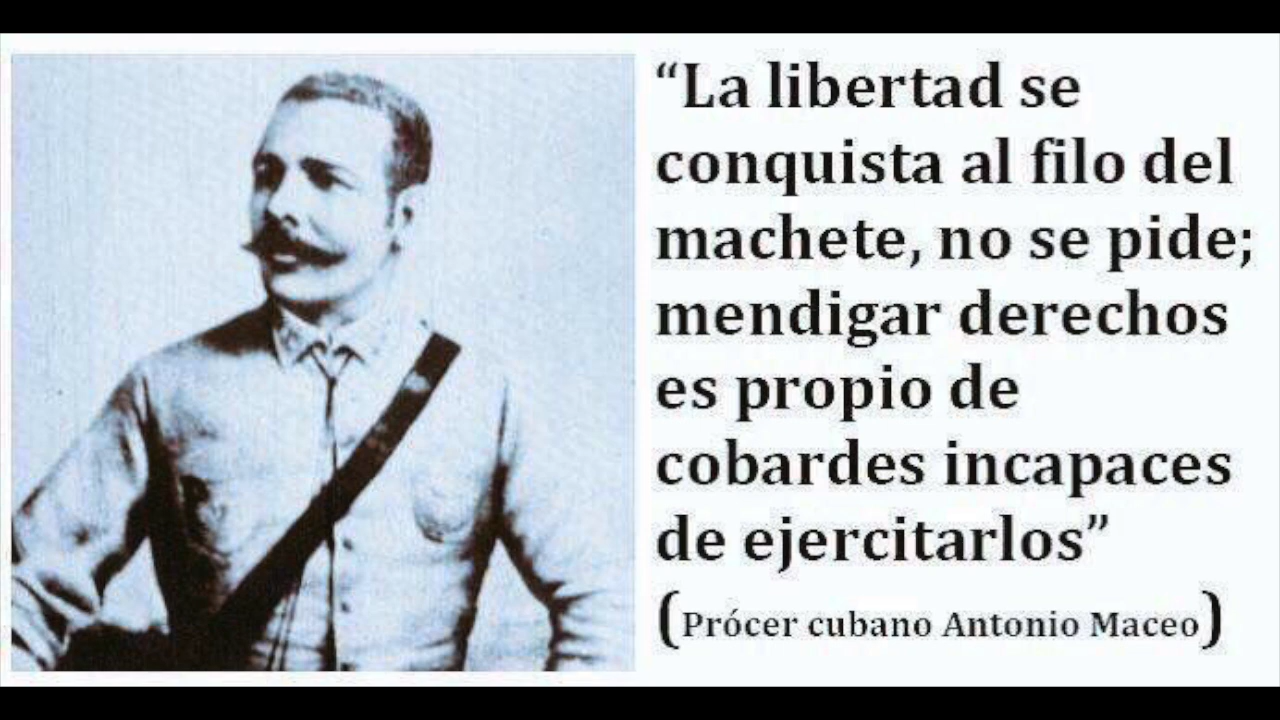 “La libertad se
conquista al filo del
machete, no se pide;
mendigar derechos
es propio de
cobardes incapaces
de ejercitarlos”
(Prócer cubano Antonio Maceo)